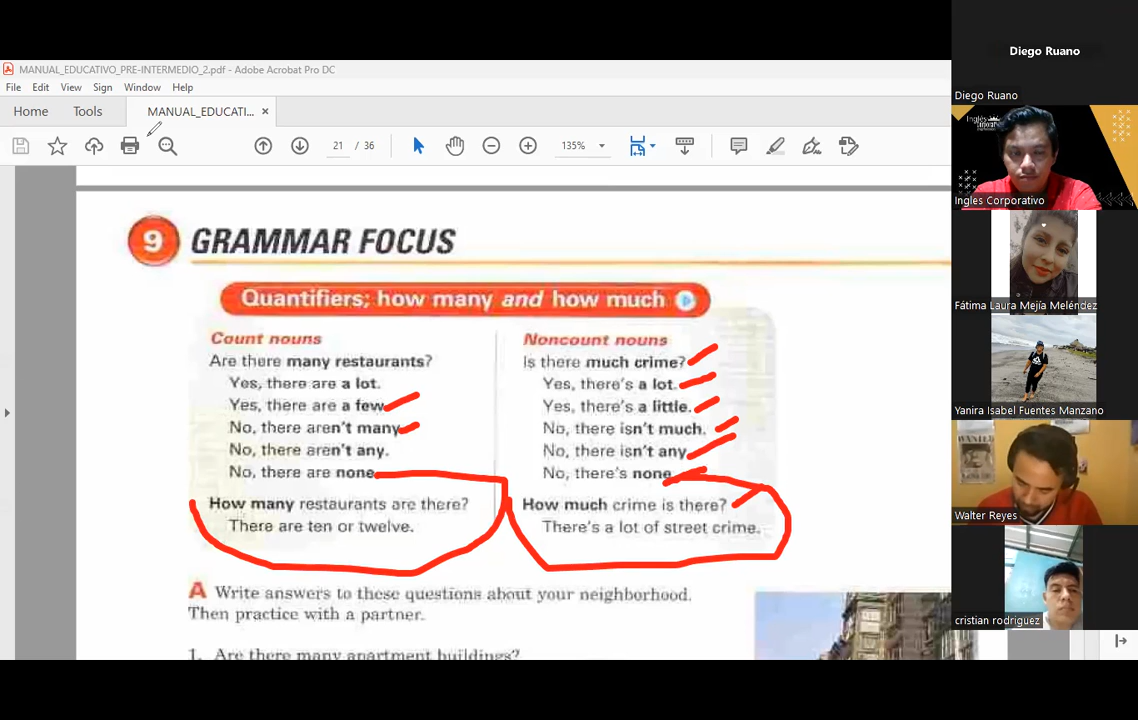 MANUAL_EDUCATIVO_PRE-INTERMEDIO_2.pdf - Adobe Acrobat Pro DC
File Edit View Sign Window Help
Home Tools MANUAL_EDUCATI... ×
21 / 36 135%
9 GRAMMAR FOCUS
Quantifiers; how many and how much
Count nouns
Are there many restaurants?
Yes, there are a lot.
Yes, there are a few.
No, there aren't many.
No, there aren't any.
No, there are none.
How many restaurants are there?
There are ten or twelve.
Noncount nouns
Is there much crime?
Yes, there's a lot.
Yes, there's a little.
No, there isn't much.
No, there isn't any.
No, there's none.
How much crime is there?
There's a lot of street crime.
A Write answers to these questions about your neighborhood.
Then practice with a partner.
1. Are there many apartment buildings?
Diego Ruano
Diego Ruano
Inglés
Ingles Corporativo
Fátima Laura Mejía Meléndez
Yanira Isabel Fuentes Manzano
WANTED
Walter Reyes
cristian rodriguez